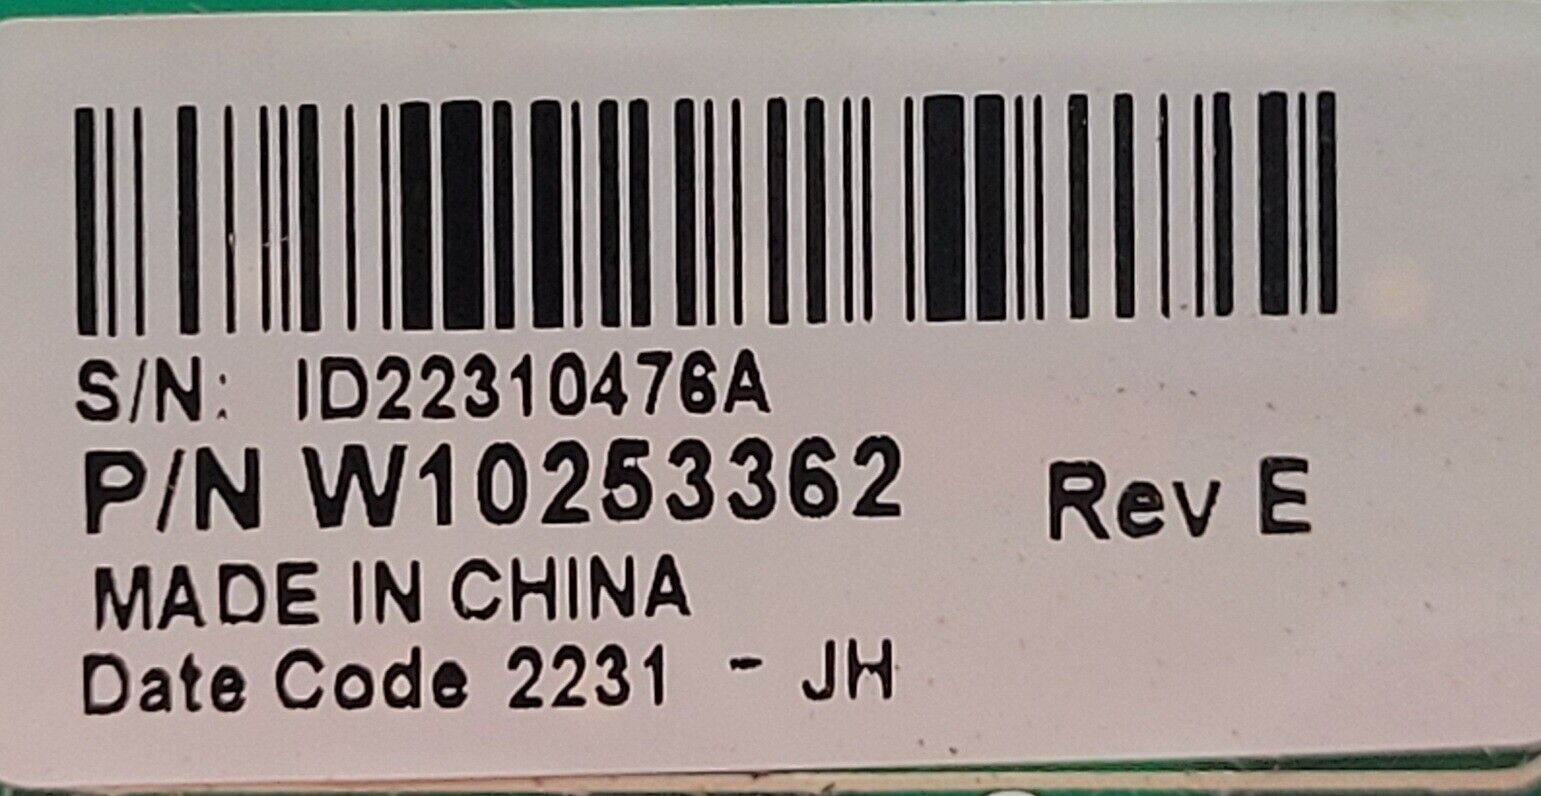 S/N: ID22310476A
P/N W10253362 Rev E
MADE IN CHINA
Date Code 2231 - JH